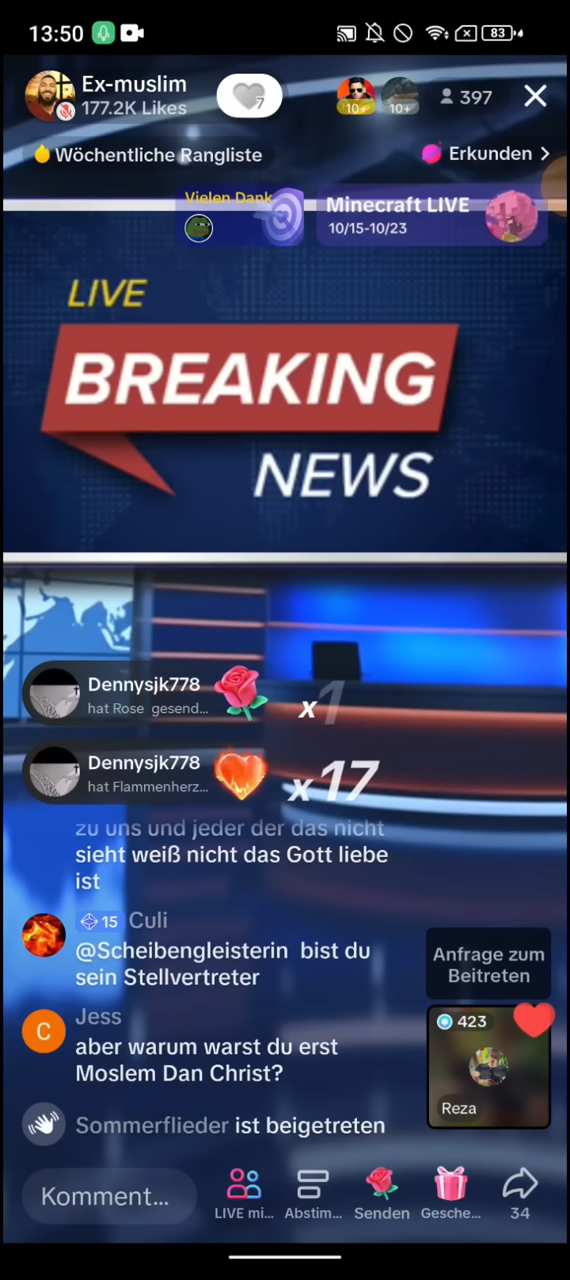 13:50
83
Ex-muslim
177.2K Likes
7
10+
10+
397
Wöchentliche Rangliste
Erkunden
Vielen Dank
Minecraft LIVE
10/15-10/23
LIVE
BREAKING
NEWS
Dennysjk778
hat Rose gesend...
x1
Dennysjk778
hat Flammenherz...
x17
zu uns und jeder der das nicht
sieht weiß nicht das Gott liebe
ist
15 Culi
@Scheibengleisterin bist du
sein Stellvertreter
Anfrage zum
Beitreten
C
Jess
aber warum warst du erst
Moslem Dan Christ?
423
Reza
Sommerflieder ist beigetreten
Komment...
LIVE mi...
Abstim...
Senden
Gesche...
34